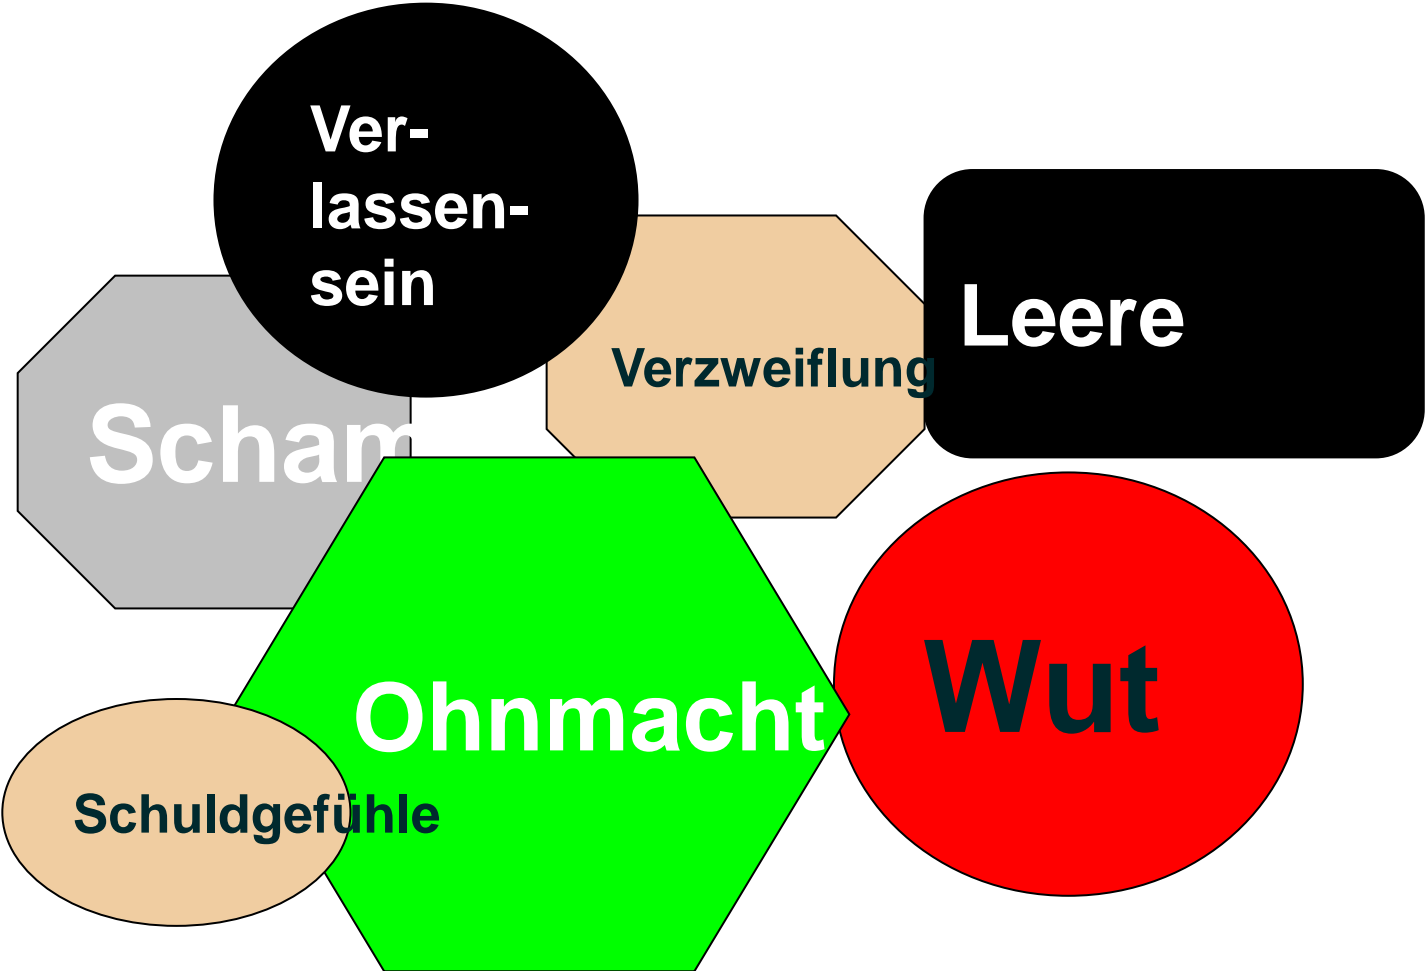 Ver-
lassen-
sein
Leere
Verzweiflung
Scham
Ohnmacht
Wut
Schuldgefühle